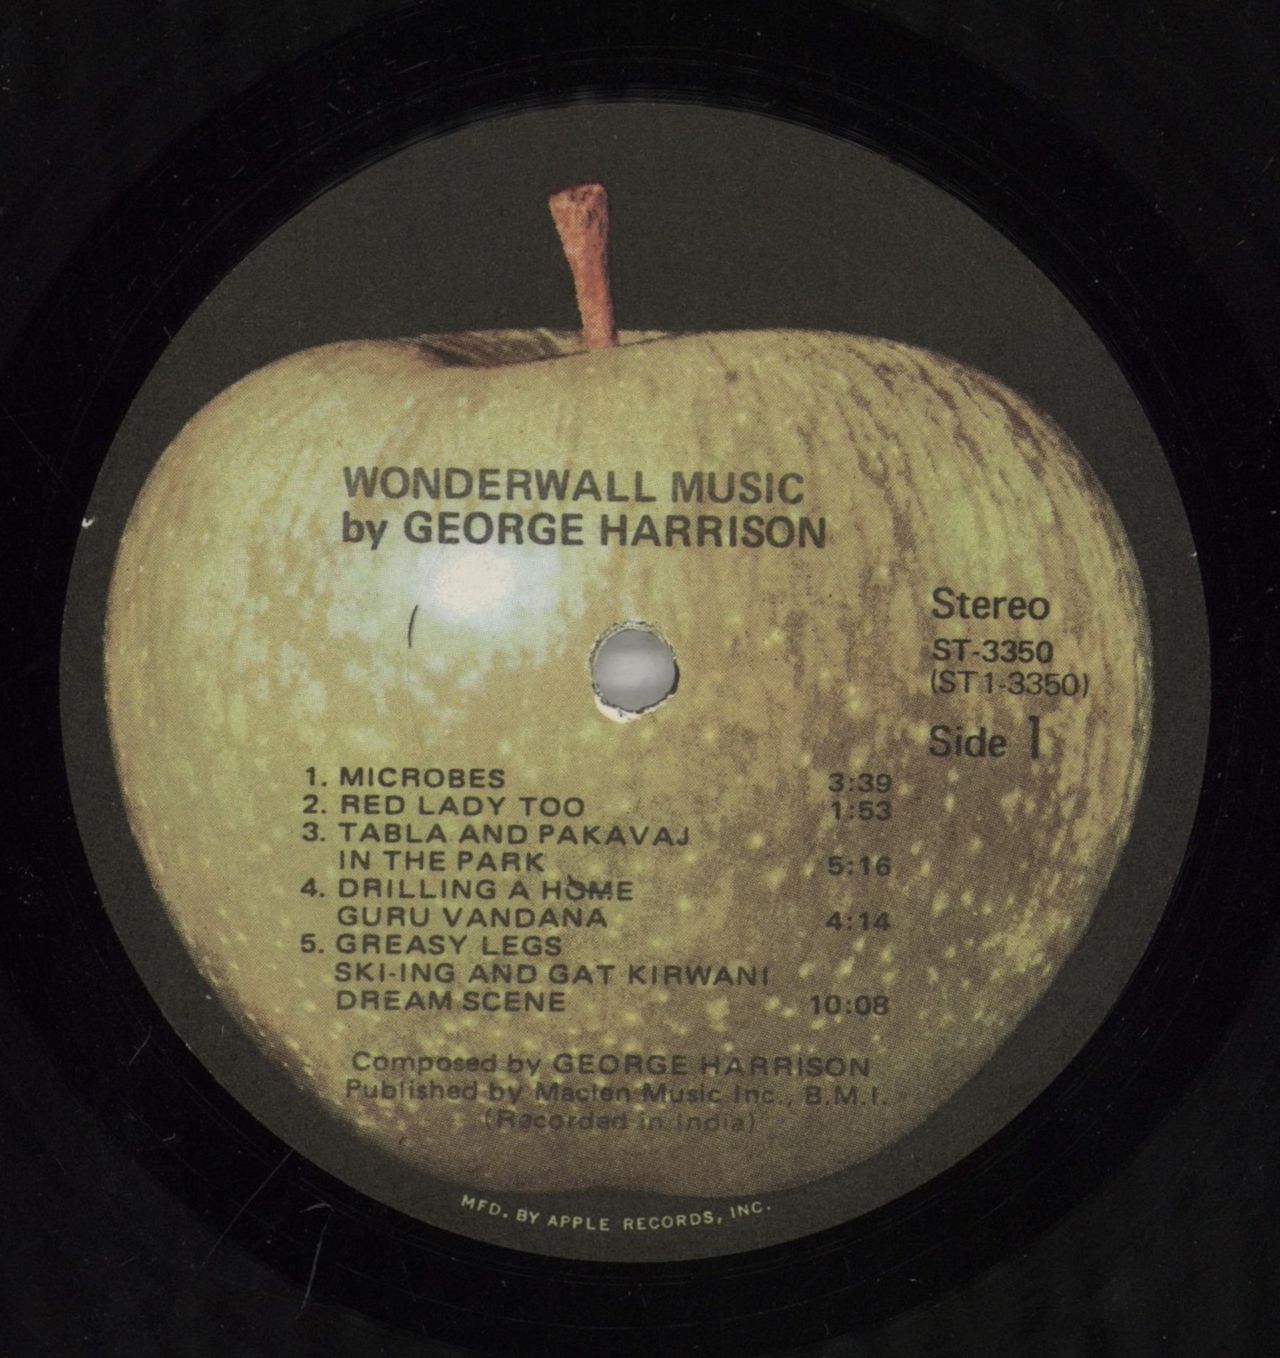 WONDERWALL MUSIC
by GEORGE HARRISON
Stereo
ST-3350
(ST1-3350)
Side 1
1. MICROBES 3:39
2. RED LADY TOO 1:53
3. TABLA AND PAKAVAJ
IN THE PARK 5:16
4. DRILLING A HOME
GURU VANDANA 4:14
5. GREASY LEGS
SKI-ING AND GAT KIRWANI
DREAM SCENE 10:08
Composed by GEORGE HARRISON
Published by Maclen Music Inc., B.M.I.
(Recorded in India)
MFD. BY APPLE RECORDS, INC.